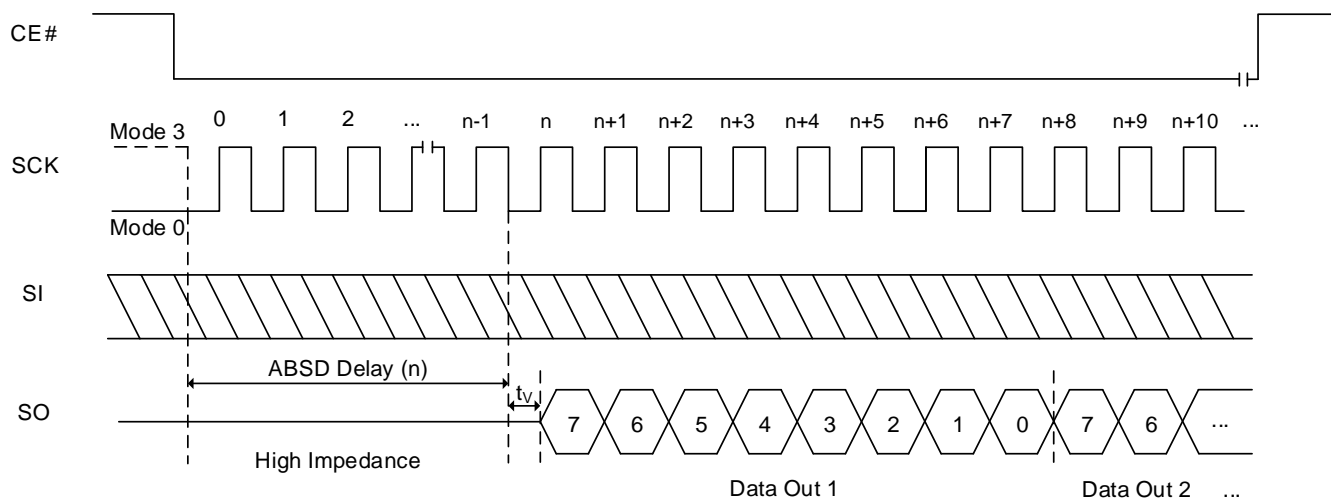 CE#
0 1 2 ... n-1 n n+1 n+2 n+3 n+4 n+5 n+6 n+7 n+8 n+9 n+10 ...
Mode 3
SCK
Mode 0
SI
ABSD Delay (n)
tV
SO
7 6 5 4 3 2 1 0 7 6 ...
High Impedance
Data Out 1 Data Out 2 ...